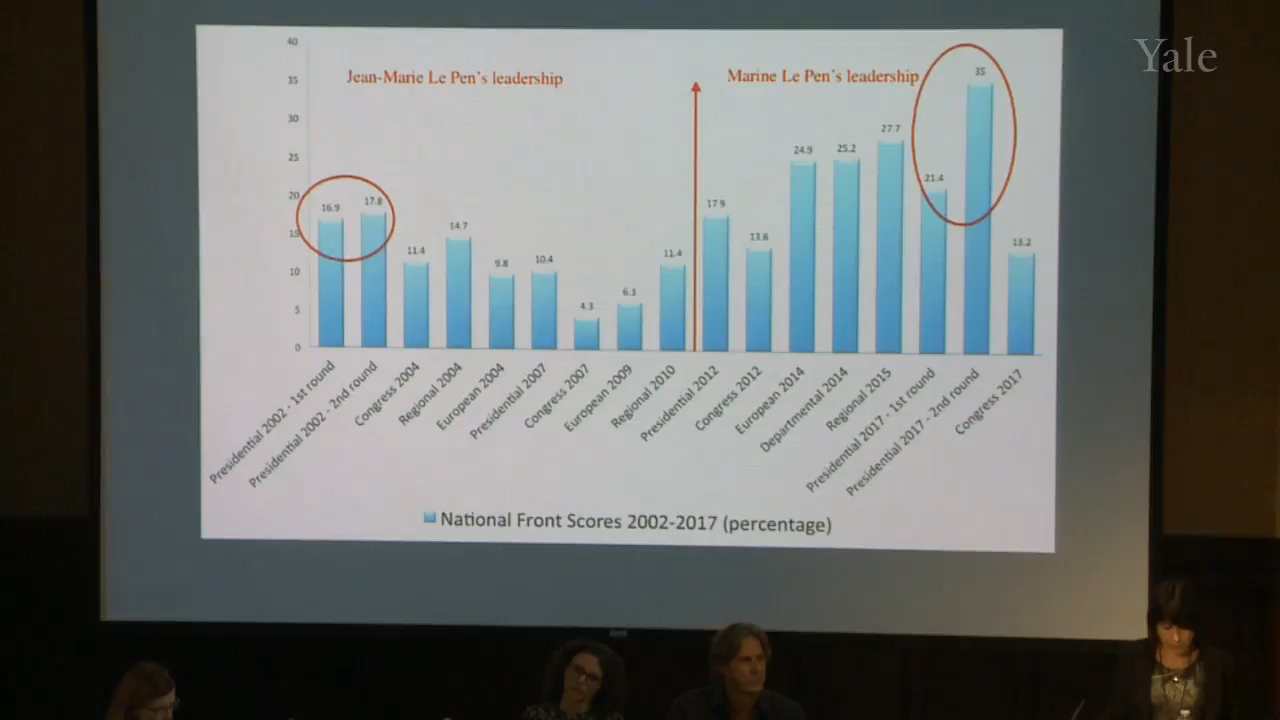 Yale
Jean-Marie Le Pen's leadership
Marine Le Pen's leadership
40
35
30
25
20
15
10
5
0
16.9
17.8
11.4
14.7
9.8
10.4
4.3
6.3
11.4
17.9
13.6
24.9
25.2
27.7
21.4
35
13.2
Presidential 2002 - 1st round
Presidential 2002 - 2nd round
Congress 2004
Regional 2004
European 2004
Presidential 2007
Congress 2007
European 2009
Regional 2010
Presidential 2012
Congress 2012
European 2014
Departmental 2014
Regional 2015
Presidential 2017 - 1st round
Presidential 2017 - 2nd round
Congress 2017
National Front Scores 2002-2017 (percentage)